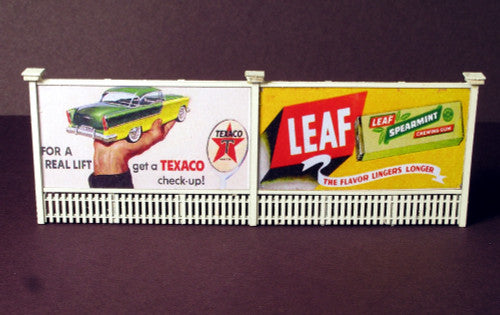 FOR A
REAL LIFT
get a TEXACO
check-up!
TEXACO
T
LEAF
LEAF
SPEARMINT
CHEWING GUM
THE FLAVOR LINGERS LONGER